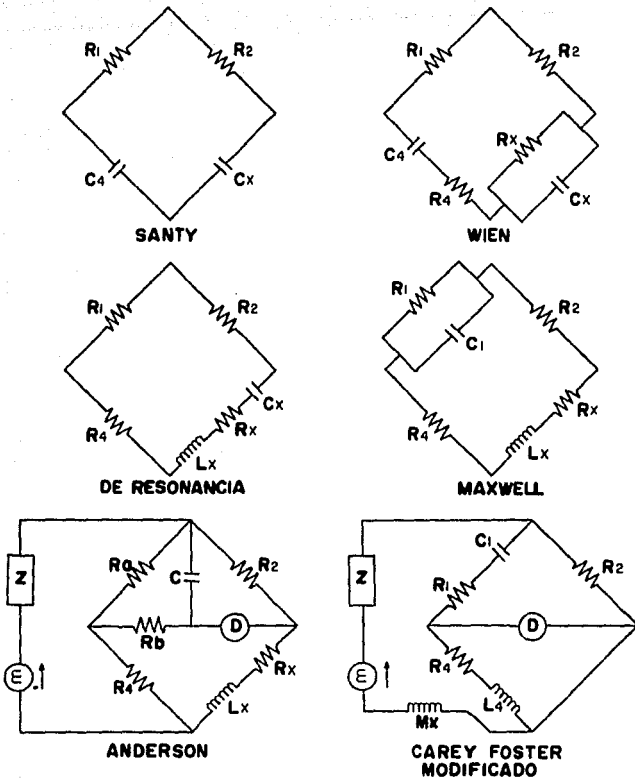 R1 R2
C4 Cx
SANTY
R1 R2
Rx
C4
R4 Cx
WIEN
R1 R2
R4 Cx
Rx
Lx
DE RESONANCIA
R1 R2
C1
R4 Rx
Lx
MAXWELL
Z
Ra C R2
Rb D
R4 Rx
Lx
ANDERSON
Z
C1 R2
R1
D
R4
L4
Mx
CAREY FOSTER
MODIFICADO